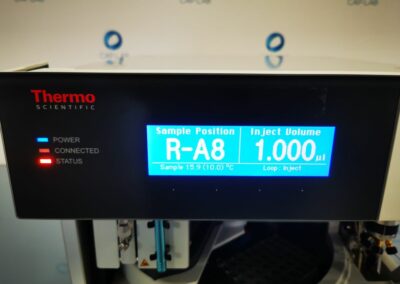 Thermo
SCIENTIFIC
POWER
CONNECTED
STATUS
Sample Position
R-A8
Sample : 5.9 (10.0) °C
Inject Volume
1.000 µl
Loop: Inject